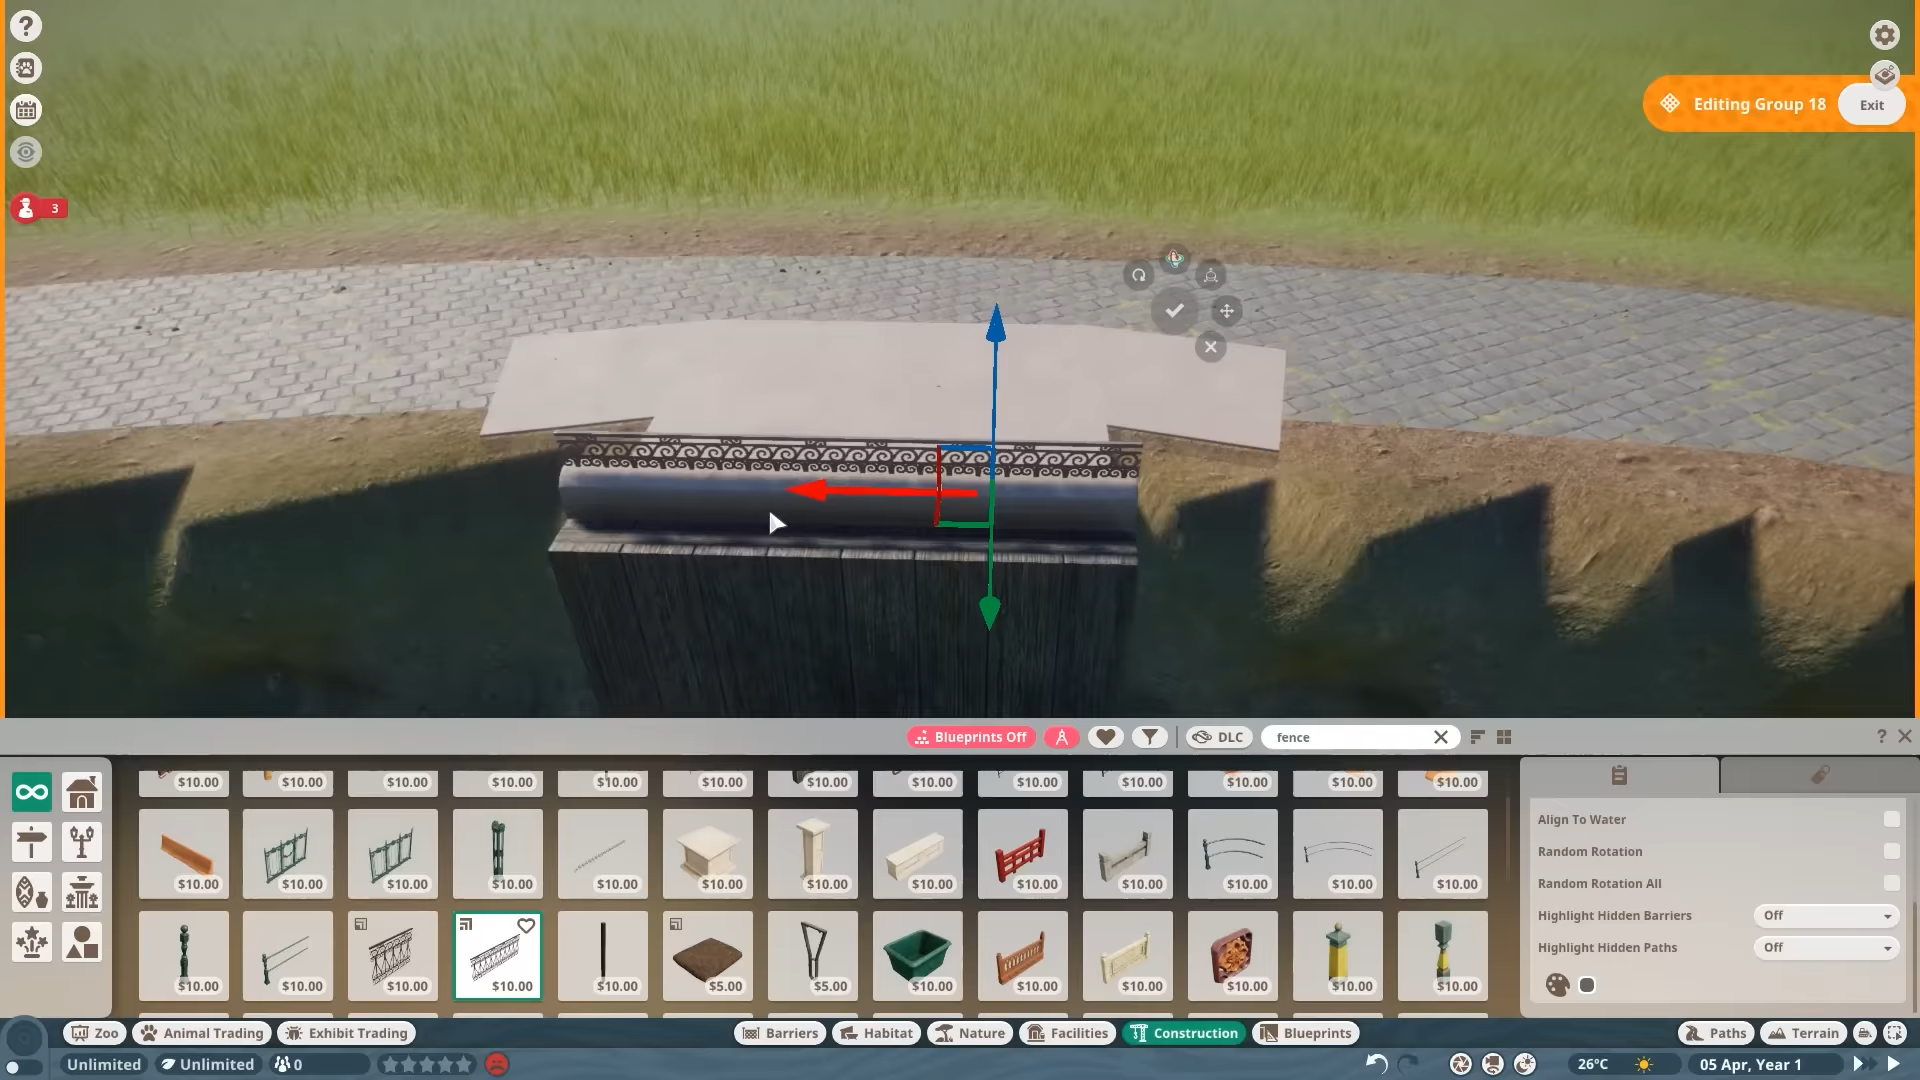 ?
Editing Group 18
Exit
3
Blueprints Off
DLC
fence
?
$10.00 $10.00 $10.00 $10.00 $10.00 $10.00 $10.00 $10.00 $10.00 $10.00 $10.00 $10.00 $10.00
$10.00 $10.00 $10.00 $10.00 $10.00 $10.00 $10.00 $10.00 $10.00 $10.00 $10.00 $10.00 $10.00
$10.00 $10.00 $10.00 $10.00 $10.00 $5.00 $5.00 $10.00 $10.00 $10.00 $10.00 $10.00 $10.00
Align To Water
Random Rotation
Random Rotation All
Highlight Hidden Barriers Off
Highlight Hidden Paths Off
Zoo Animal Trading Exhibit Trading Barriers Habitat Nature Facilities Construction Blueprints Paths Terrain
Unlimited Unlimited 0 26°C 05 Apr, Year 1